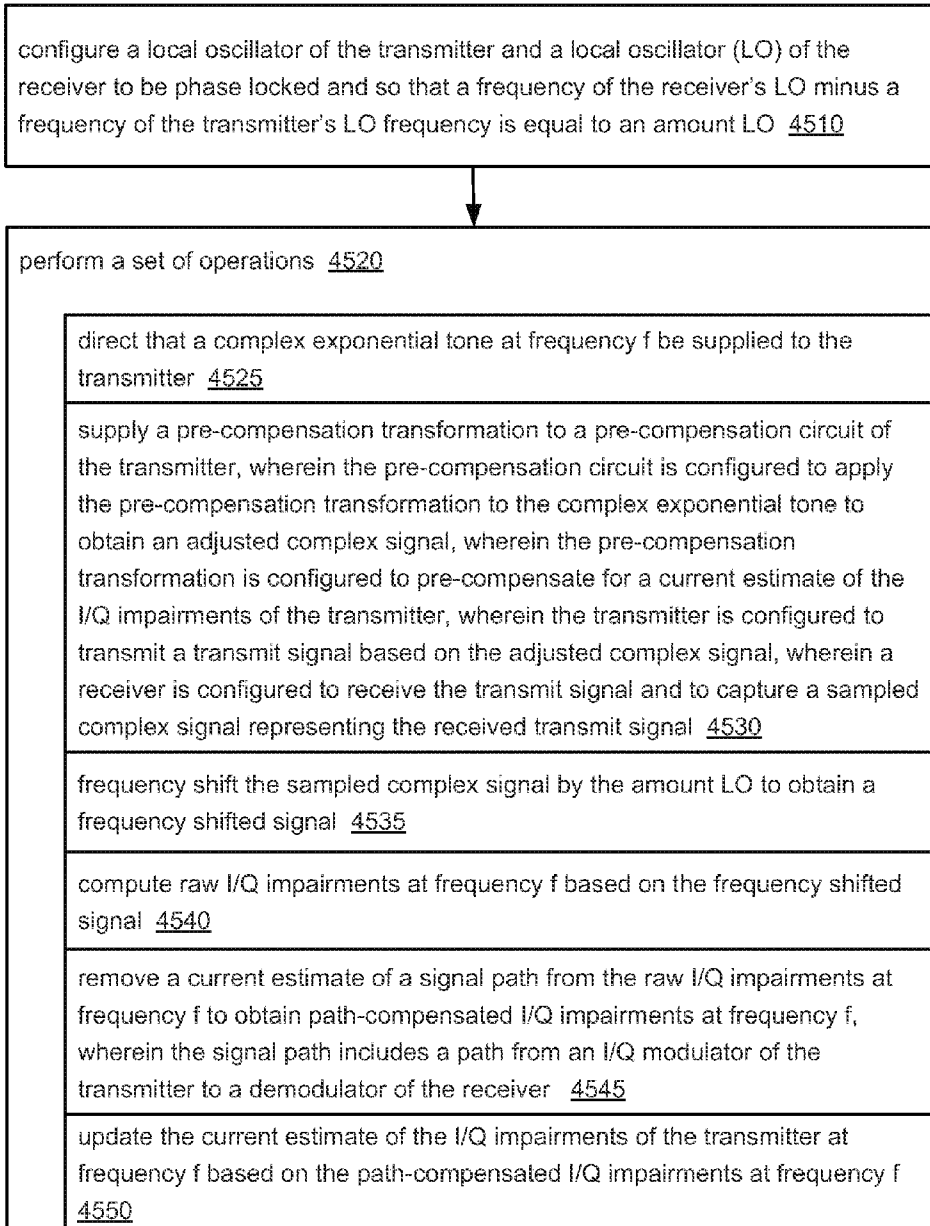 configure a local oscillator of the transmitter and a local oscillator (LO) of the
receiver to be phase locked and so that a frequency of the receiver's LO minus a
frequency of the transmitter's LO frequency is equal to an amount LO 4510
perform a set of operations 4520
direct that a complex exponential tone at frequency f be supplied to the
transmitter 4525
supply a pre-compensation transformation to a pre-compensation circuit of
the transmitter, wherein the pre-compensation circuit is configured to apply
the pre-compensation transformation to the complex exponential tone to
obtain an adjusted complex signal, wherein the pre-compensation
transformation is configured to pre-compensate for a current estimate of the
I/Q impairments of the transmitter, wherein the transmitter is configured to
transmit a transmit signal based on the adjusted complex signal, wherein a
receiver is configured to receive the transmit signal and to capture a sampled
complex signal representing the received transmit signal 4530
frequency shift the sampled complex signal by the amount LO to obtain a
frequency shifted signal 4535
compute raw I/Q impairments at frequency f based on the frequency shifted
signal 4540
remove a current estimate of a signal path from the raw I/Q impairments at
frequency f to obtain path-compensated I/Q impairments at frequency f,
wherein the signal path includes a path from an I/Q modulator of the
transmitter to a demodulator of the receiver 4545
update the current estimate of the I/Q impairments of the transmitter at
frequency f based on the path-compensated I/Q impairments at frequency f
4550